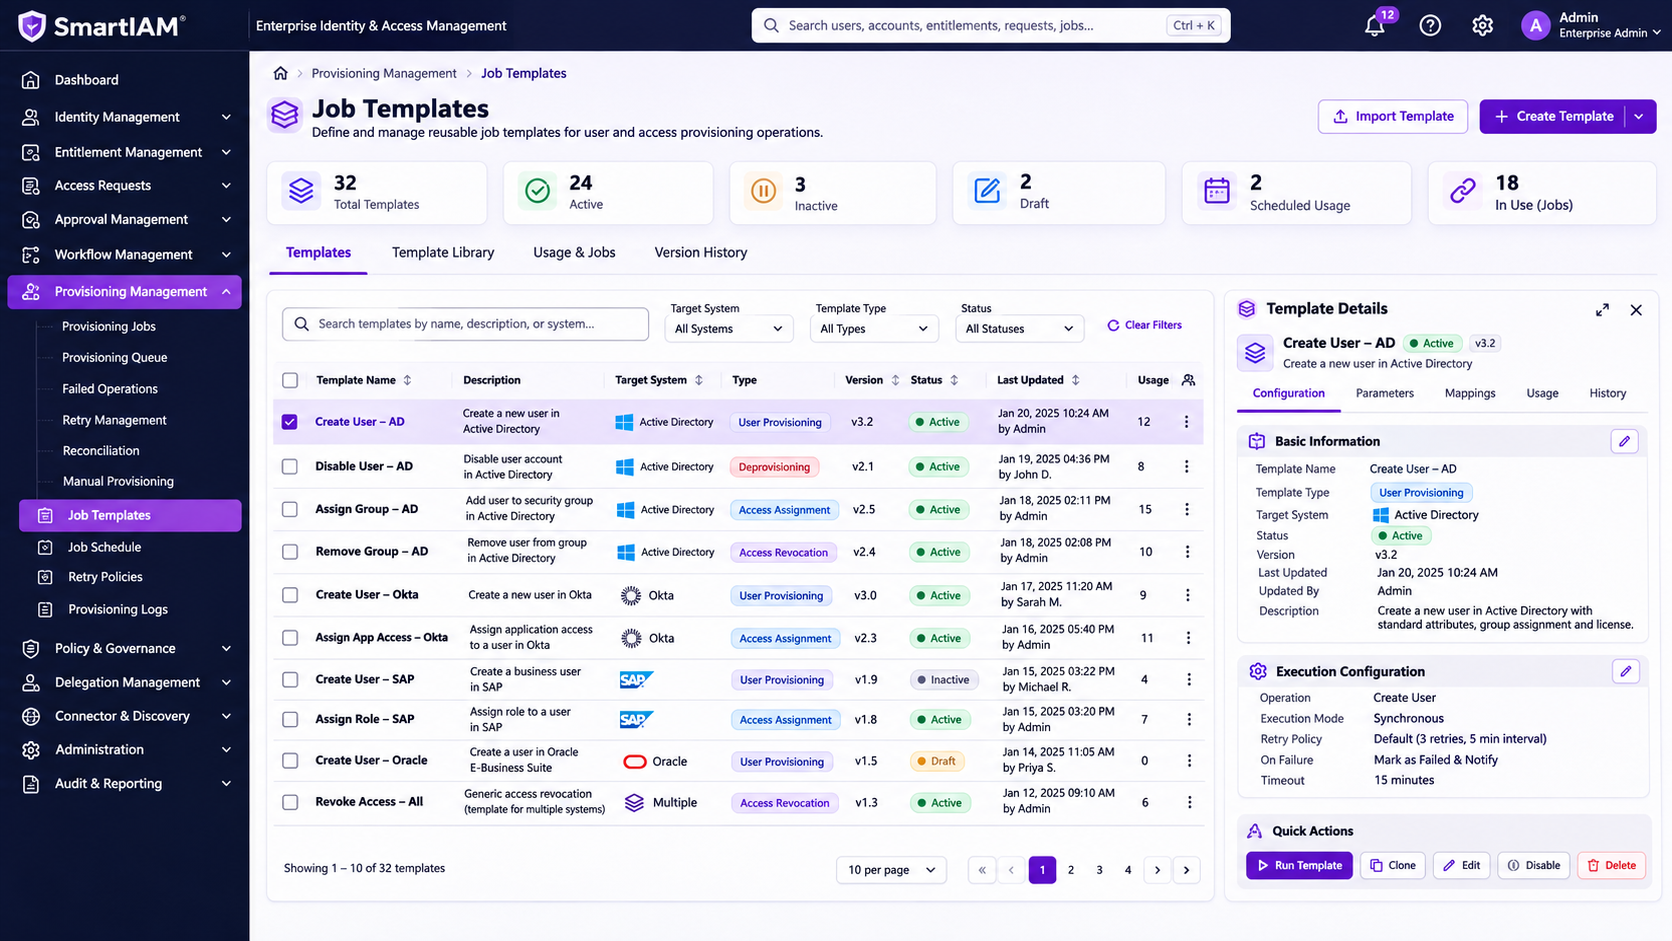 SmartIAM®
Enterprise Identity & Access Management
Search users, accounts, entitlements, requests, jobs...
Ctrl + K
12
A
Admin
Enterprise Admin
Dashboard
Identity Management
Entitlement Management
Access Requests
Approval Management
Workflow Management
Provisioning Management
Provisioning Jobs
Provisioning Queue
Failed Operations
Retry Management
Reconciliation
Manual Provisioning
Job Templates
Job Schedule
Retry Policies
Provisioning Logs
Policy & Governance
Delegation Management
Connector & Discovery
Administration
Audit & Reporting
Provisioning Management
Job Templates
Job Templates
Define and manage reusable job templates for user and access provisioning operations.
Import Template
Create Template
32
Total Templates
24
Active
3
Inactive
2
Draft
2
Scheduled Usage
18
In Use (Jobs)
Templates
Template Library
Usage & Jobs
Version History
Search templates by name, description, or system...
Target System
All Systems
Template Type
All Types
Status
All Statuses
Clear Filters
Template Name Description Target System Type Version Status Last Updated Usage
Create User – AD
Create a new user in
Active Directory
Active Directory
User Provisioning
v3.2
Active
Jan 20, 2025 10:24 AM
by Admin
12
Disable User – AD
Disable user account
in Active Directory
Active Directory
Deprovisioning
v2.1
Active
Jan 19, 2025 04:36 PM
by John D.
8
Assign Group – AD
Add user to security group
in Active Directory
Active Directory
Access Assignment
v2.5
Active
Jan 18, 2025 02:11 PM
by Admin
15
Remove Group – AD
Remove user from group
in Active Directory
Active Directory
Access Revocation
v2.4
Active
Jan 18, 2025 02:08 PM
by Admin
10
Create User – Okta
Create a new user in Okta
Okta
User Provisioning
v3.0
Active
Jan 17, 2025 11:20 AM
by Sarah M.
9
Assign App Access – Okta
Assign application access
to a user in Okta
Okta
Access Assignment
v2.3
Active
Jan 16, 2025 05:40 PM
by Admin
11
Create User – SAP
Create a business user
in SAP
SAP
User Provisioning
v1.9
Inactive
Jan 15, 2025 03:22 PM
by Michael R.
4
Assign Role – SAP
Assign role to a user
in SAP
SAP
Access Assignment
v1.8
Active
Jan 15, 2025 03:20 PM
by Admin
7
Create User – Oracle
Create a user in Oracle
E-Business Suite
Oracle
User Provisioning
v1.5
Draft
Jan 14, 2025 11:05 AM
by Priya S.
0
Revoke Access – All
Generic access revocation
(template for multiple systems)
Multiple
Access Revocation
v1.3
Active
Jan 12, 2025 09:10 AM
by Admin
6
Showing 1 – 10 of 32 templates
10 per page
« ‹ 1 2 3 4 › ›
Template Details
Create User – AD
Active
v3.2
Create a new user in Active Directory
Configuration
Parameters
Mappings
Usage
History
Basic Information
Template Name Create User – AD
Template Type User Provisioning
Target System Active Directory
Status Active
Version v3.2
Last Updated Jan 20, 2025 10:24 AM
Updated By Admin
Description Create a new user in Active Directory with
standard attributes, group assignment and license.
Execution Configuration
Operation Create User
Execution Mode Synchronous
Retry Policy Default (3 retries, 5 min interval)
On Failure Mark as Failed & Notify
Timeout 15 minutes
Quick Actions
Run Template
Clone
Edit
Disable
Delete